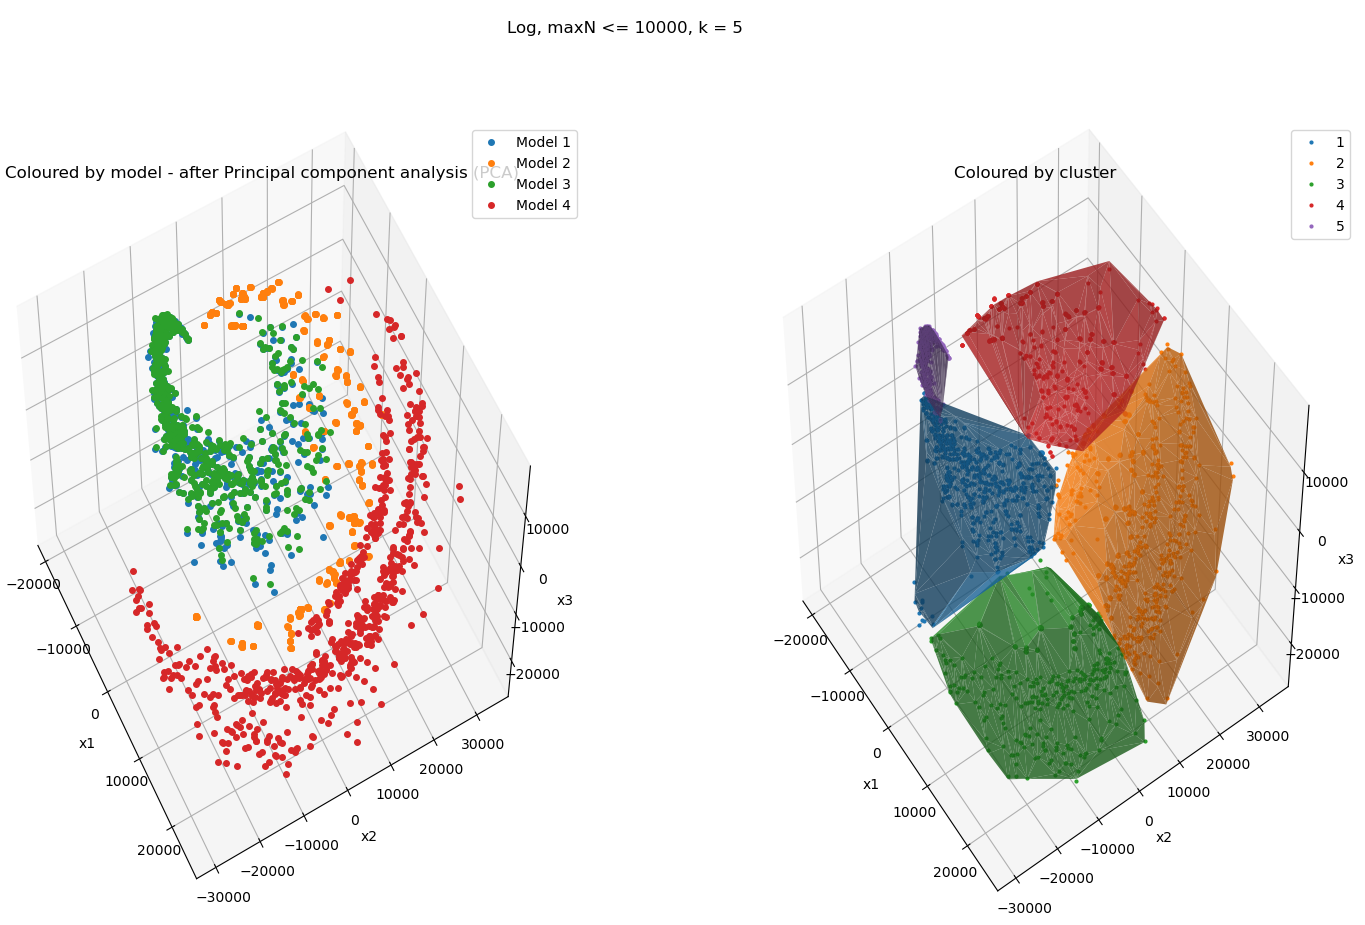 Log, maxN <= 10000, k = 5
Coloured by model - after Principal component analysis (PCA)
Model 1
Model 2
Model 3
Model 4
−20000
−10000
0
x1
10000
20000
−30000
−20000
−10000
0
x2
10000
20000
30000
10000
0
x3
−10000
−20000
Coloured by cluster
1
2
3
4
5
−20000
−10000
0
x1
10000
20000
−30000
−20000
−10000
0
x2
10000
20000
30000
10000
0
x3
−10000
−20000